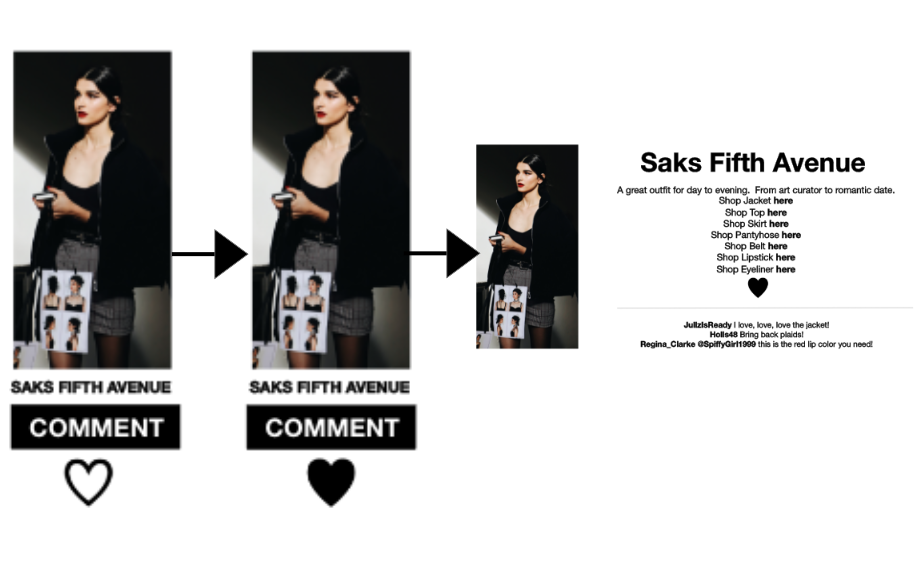 SAKS FIFTH AVENUE
COMMENT
SAKS FIFTH AVENUE
COMMENT
Saks Fifth Avenue
A great outfit for day to evening. From art curator to romantic date.
Shop Jacket here
Shop Top here
Shop Skirt here
Shop Pantyhose here
Shop Belt here
Shop Lipstick here
Shop Eyeliner here
JulIzIsReady I love, love, love the jacket!
Holls48 Bring back plaids!
Regina_Clarke @SpiffyGirl1999 this is the red lip color you need!